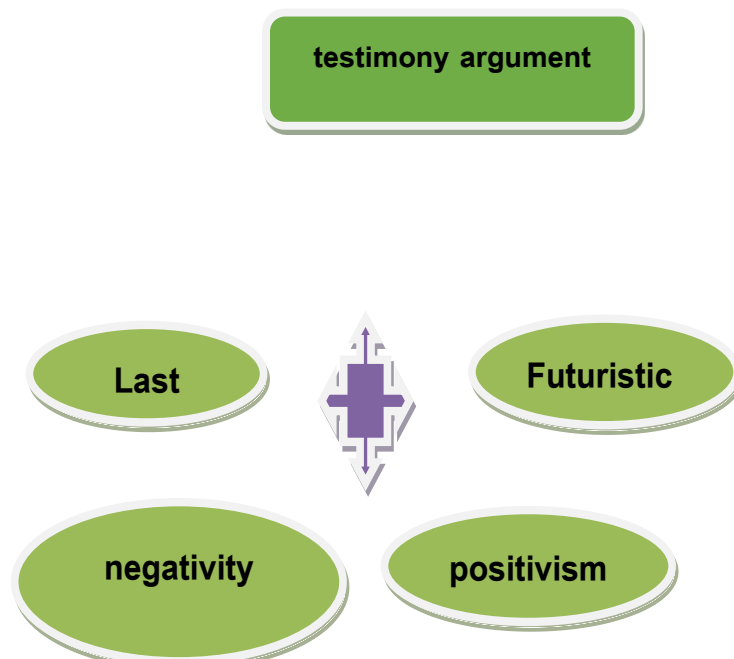 testimony argument
Last
Futuristic
negativity
positivism